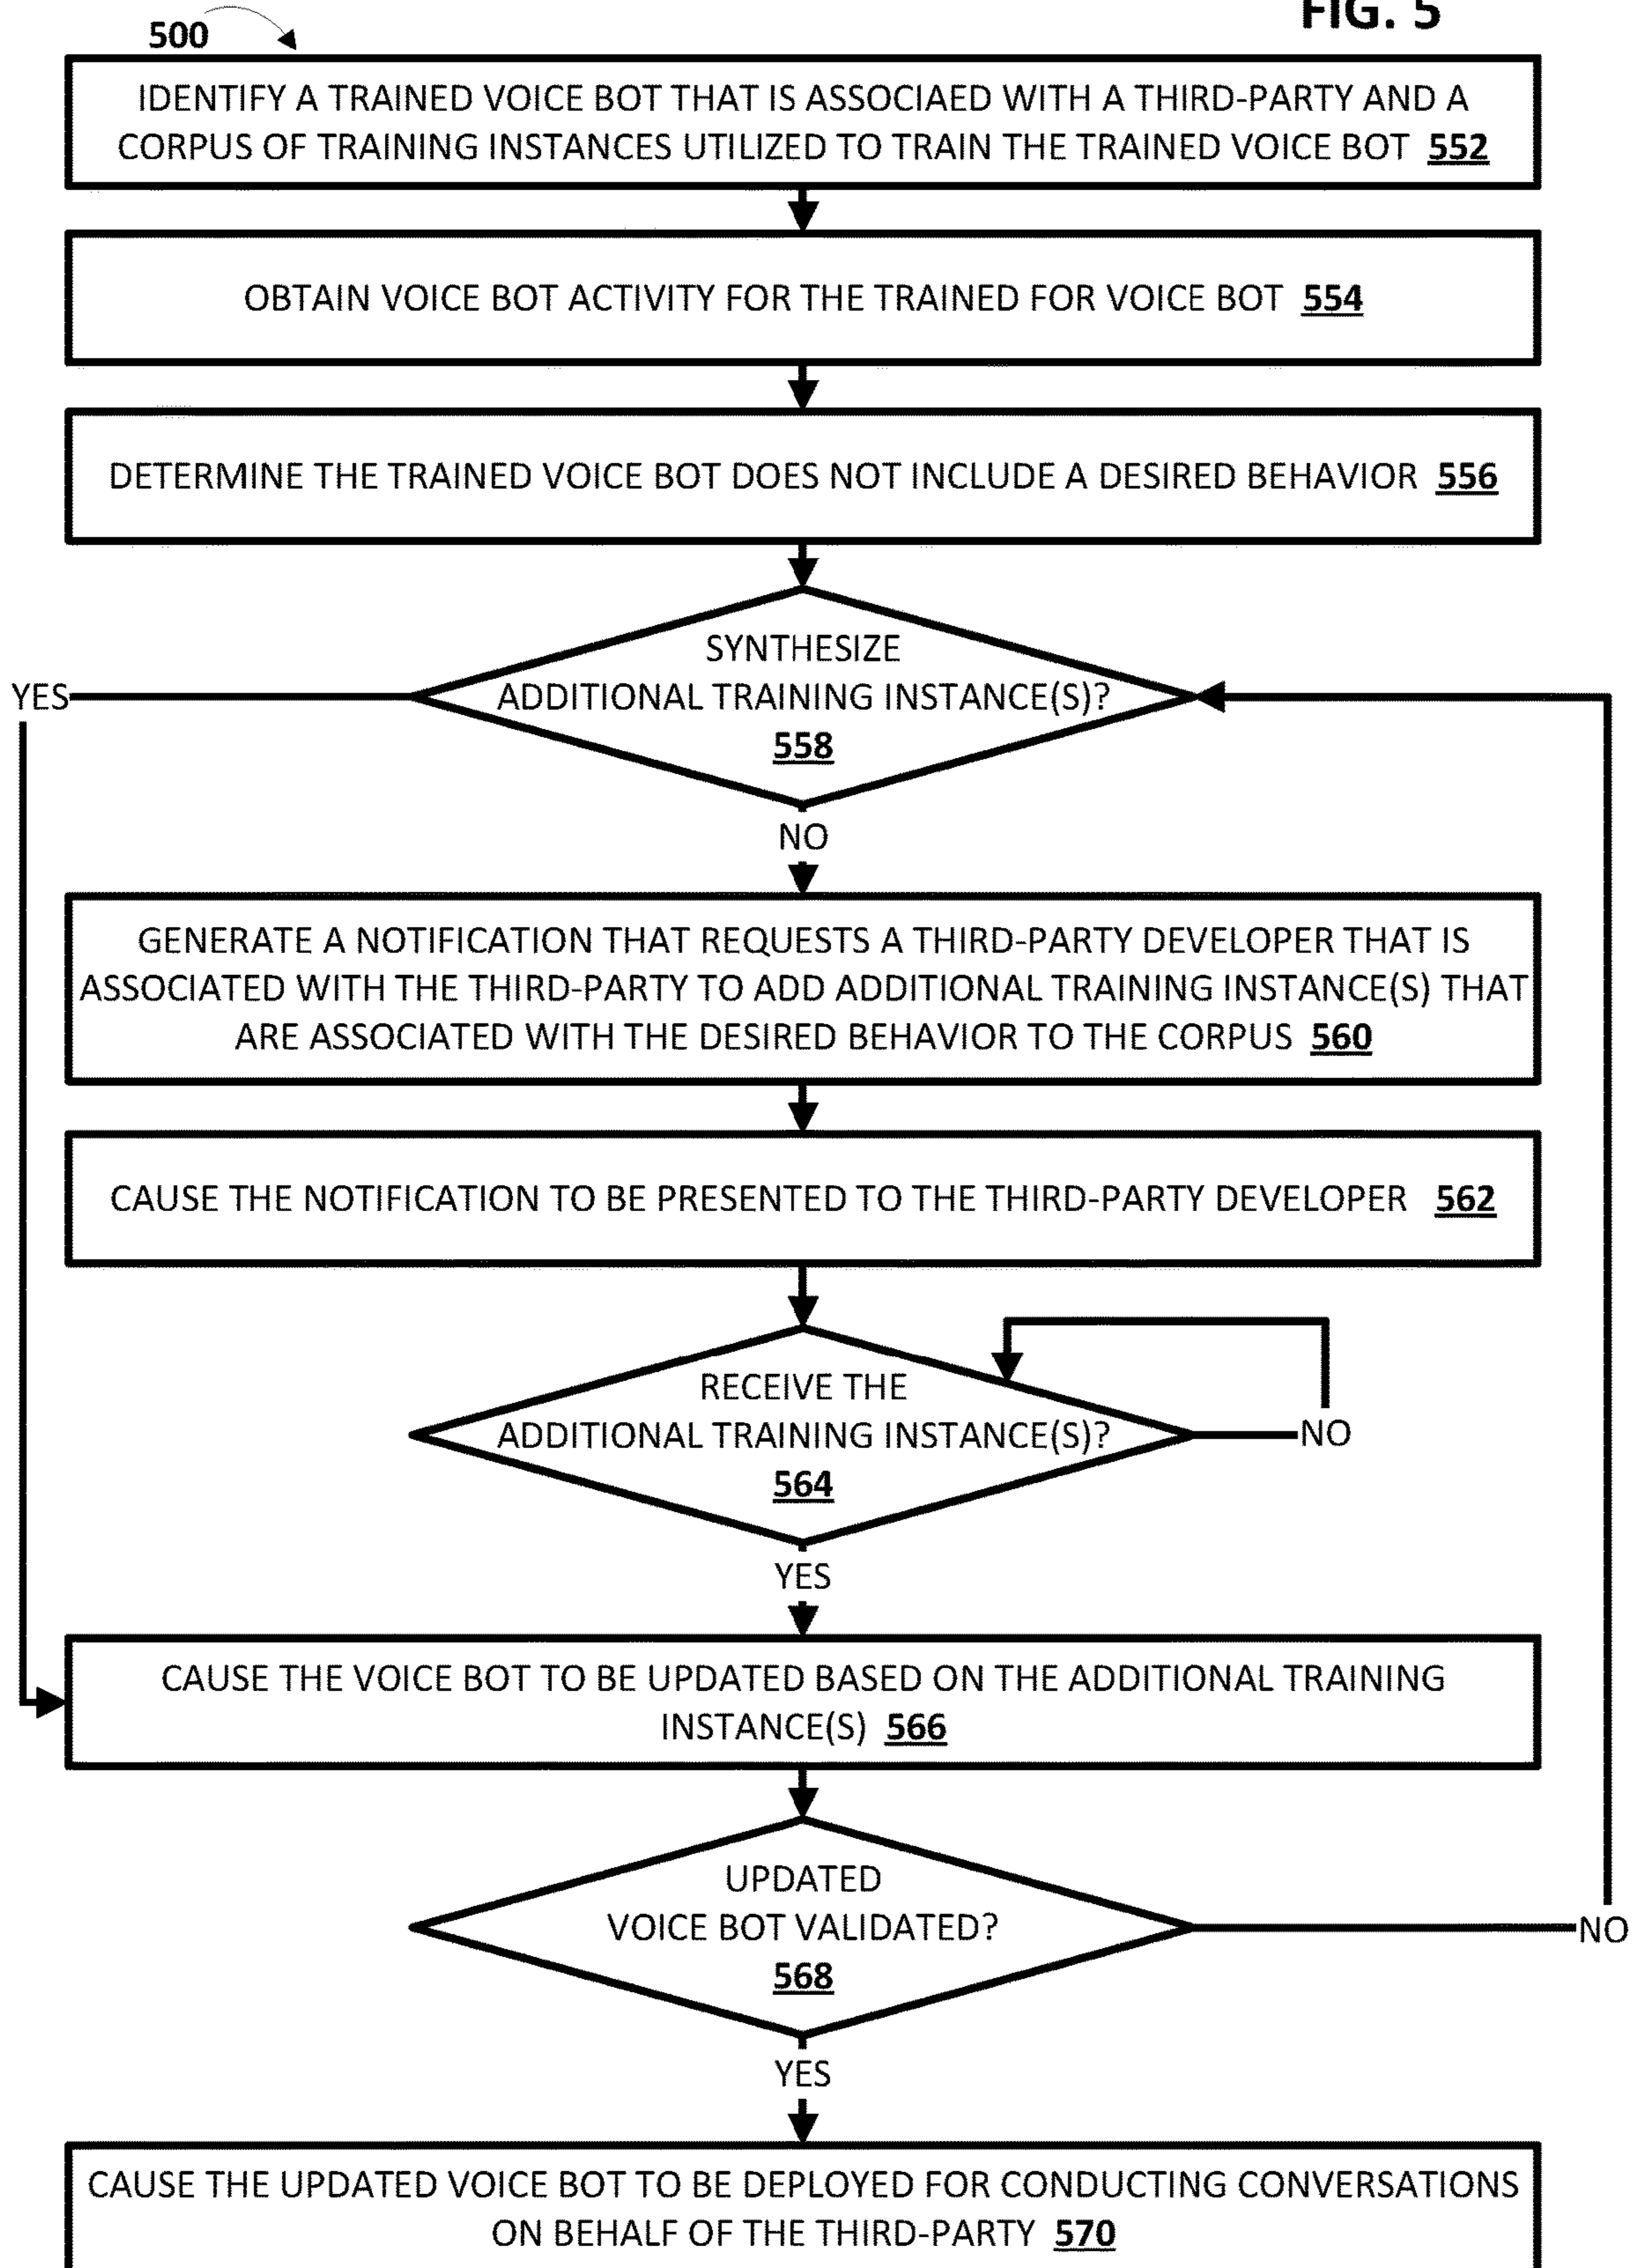 FIG. 5
500
IDENTIFY A TRAINED VOICE BOT THAT IS ASSOCIAED WITH A THIRD-PARTY AND A
CORPUS OF TRAINING INSTANCES UTILIZED TO TRAIN THE TRAINED VOICE BOT 552
OBTAIN VOICE BOT ACTIVITY FOR THE TRAINED FOR VOICE BOT 554
DETERMINE THE TRAINED VOICE BOT DOES NOT INCLUDE A DESIRED BEHAVIOR 556
SYNTHESIZE
ADDITIONAL TRAINING INSTANCE(S)?
558
YES
NO
GENERATE A NOTIFICATION THAT REQUESTS A THIRD-PARTY DEVELOPER THAT IS
ASSOCIATED WITH THE THIRD-PARTY TO ADD ADDITIONAL TRAINING INSTANCE(S) THAT
ARE ASSOCIATED WITH THE DESIRED BEHAVIOR TO THE CORPUS 560
CAUSE THE NOTIFICATION TO BE PRESENTED TO THE THIRD-PARTY DEVELOPER 562
RECEIVE THE
ADDITIONAL TRAINING INSTANCE(S)?
564
NO
YES
CAUSE THE VOICE BOT TO BE UPDATED BASED ON THE ADDITIONAL TRAINING
INSTANCE(S) 566
UPDATED
VOICE BOT VALIDATED?
568
NO
YES
CAUSE THE UPDATED VOICE BOT TO BE DEPLOYED FOR CONDUCTING CONVERSATIONS
ON BEHALF OF THE THIRD-PARTY 570